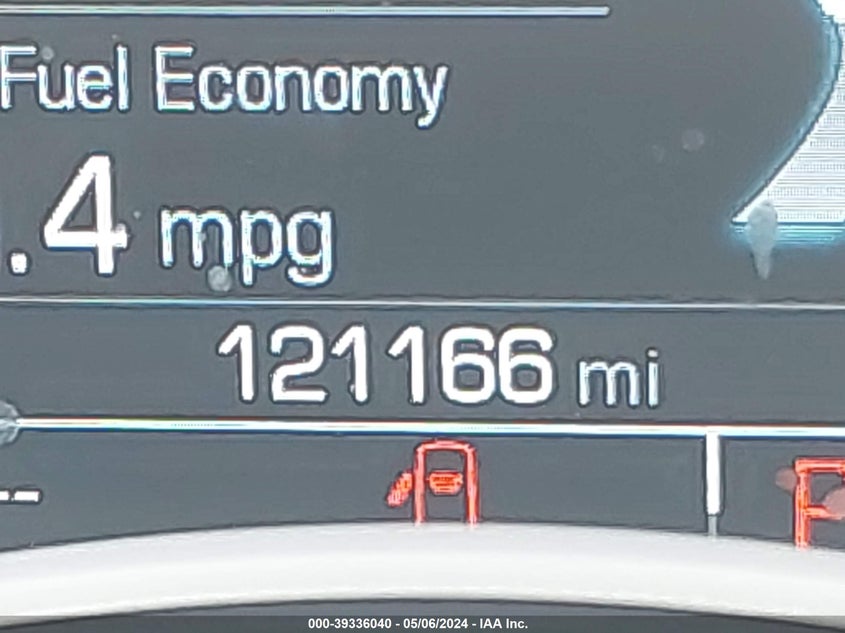 Fuel Economy
.4 mpg
121166 mi
000-39336040 - 05/06/2024 - IAA Inc.